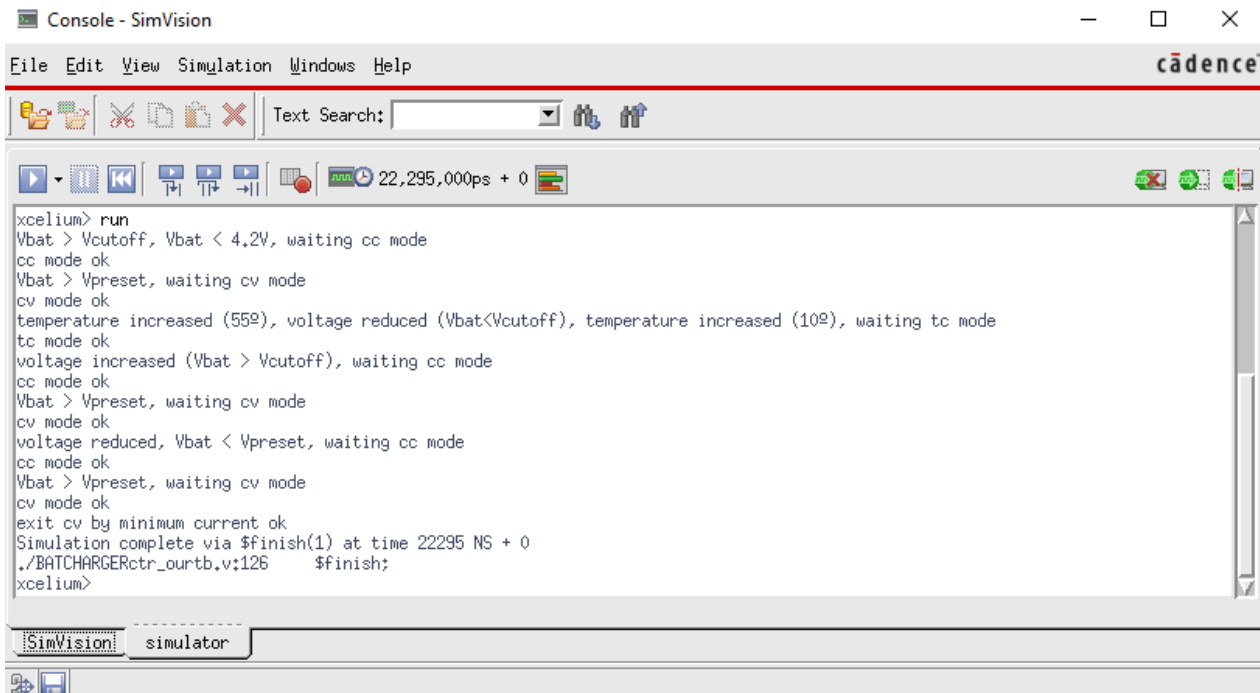 Console - SimVision
File Edit View Simulation Windows Help
cādence
Text Search:
22,295,000ps + 0
xcelium> run
Vbat > Vcutoff, Vbat < 4.2V, waiting cc mode
cc mode ok
Vbat > Vpreset, waiting cv mode
cv mode ok
temperature increased (55º), voltage reduced (Vbat<Vcutoff), temperature increased (10º), waiting tc mode
tc mode ok
voltage increased (Vbat > Vcutoff), waiting cc mode
cc mode ok
Vbat > Vpreset, waiting cv mode
cv mode ok
voltage reduced, Vbat < Vpreset, waiting cc mode
cc mode ok
Vbat > Vpreset, waiting cv mode
cv mode ok
exit cv by minimum current ok
Simulation complete via $finish(1) at time 22295 NS + 0
./BATCHARGERctr_ourtb.v:126 $finish;
xcelium>
SimVision simulator